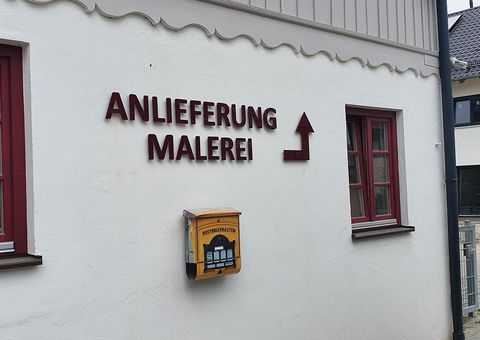 ANLIEFERUNG
MALEREI
POSTBRIEFKASTEN